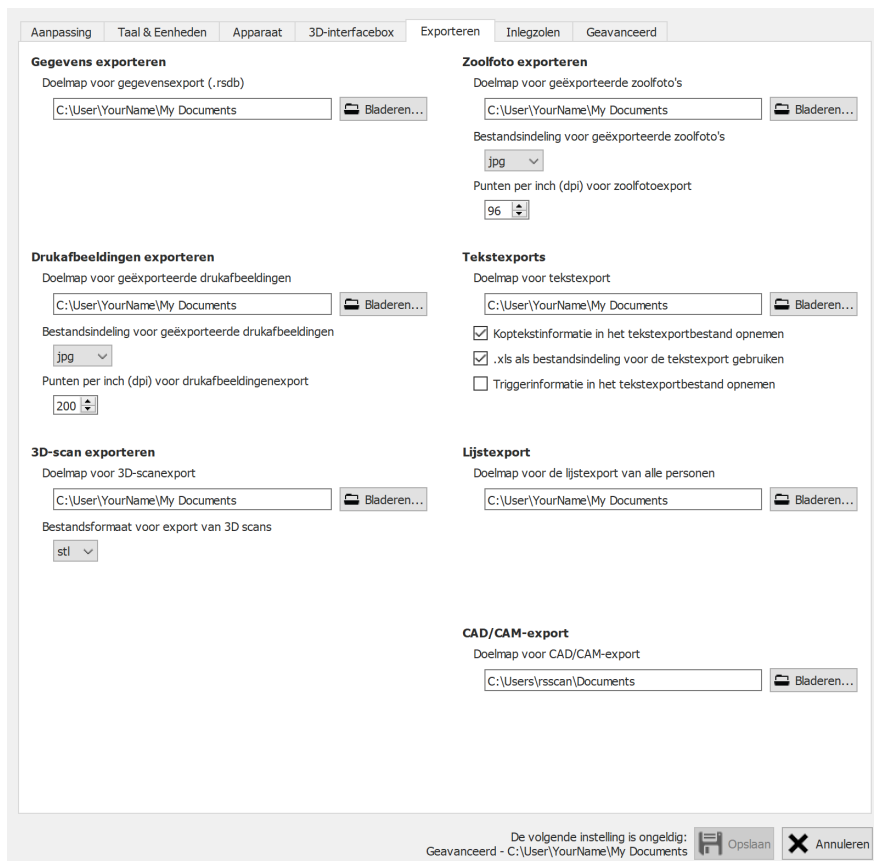 Aanpassing
Taal & Eenheden
Apparaat
3D-interfacebox
Exporteren
Inlegzolen
Geavanceerd
Gegevens exporteren
Doelmap voor gegevensexport (.rsdb)
C:\User\YourName\My Documents
Bladeren...
Zoolfoto exporteren
Doelmap voor geëxporteerde zoolfoto's
C:\User\YourName\My Documents
Bladeren...
Bestandsindeling voor geëxporteerde zoolfoto's
jpg
Punten per inch (dpi) voor zoolfotoexport
96
Drukafbeeldingen exporteren
Doelmap voor geëxporteerde drukafbeeldingen
C:\User\YourName\My Documents
Bladeren...
Bestandsindeling voor geëxporteerde drukafbeeldingen
jpg
Punten per inch (dpi) voor drukafbeeldingenexport
200
Tekstexports
Doelmap voor tekstexport
C:\User\YourName\My Documents
Bladeren...
Koptekstinformatie in het tekstexportbestand opnemen
.xls als bestandsindeling voor de tekstexport gebruiken
Triggerinformatie in het tekstexportbestand opnemen
3D-scan exporteren
Doelmap voor 3D-scanexport
C:\User\YourName\My Documents
Bladeren...
Bestandsformaat voor export van 3D scans
stl
Lijstexport
Doelmap voor de lijstexport van alle personen
C:\User\YourName\My Documents
Bladeren...
CAD/CAM-export
Doelmap voor CAD/CAM-export
C:\Users\rsscan\Documents
Bladeren...
De volgende instelling is ongeldig:
Geavanceerd - C:\User\YourName\My Documents
Opslaan
Annuleren